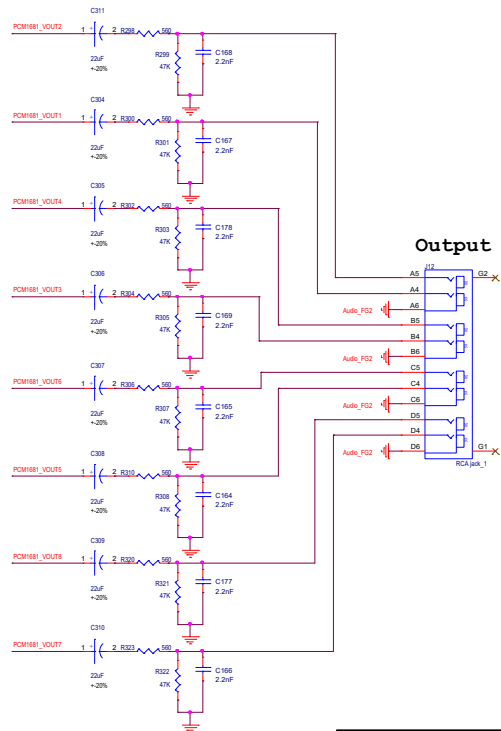 C311
PCM1681_VOUT2 1 + 2 R298 560
22uF
+-20%
R299
47K
C168
2.2nF
C304
PCM1681_VOUT1 1 + 2 R300 560
22uF
+-20%
R301
47K
C167
2.2nF
C305
PCM1681_VOUT4 1 + 2 R302 560
22uF
+-20%
R303
47K
C178
2.2nF
C306
PCM1681_VOUT3 1 + 2 R304 560
22uF
+-20%
R305
47K
C169
2.2nF
C307
PCM1681_VOUT6 1 + 2 R306 560
22uF
+-20%
R307
47K
C165
2.2nF
C308
PCM1681_VOUT5 1 + 2 R310 560
22uF
+-20%
R308
47K
C164
2.2nF
C309
PCM1681_VOUT8 1 + 2 R320 560
22uF
+-20%
R321
47K
C177
2.2nF
C310
PCM1681_VOUT7 1 + 2 R323 560
22uF
+-20%
R322
47K
C166
2.2nF
Output
J12
A5 G2
A4
Audio_FG2 A6
B5
B4
Audio_FG2 B6
C5
C4
Audio_FG2 C6
D5
D4
Audio_FG2 D6 G1
RCA jack_1